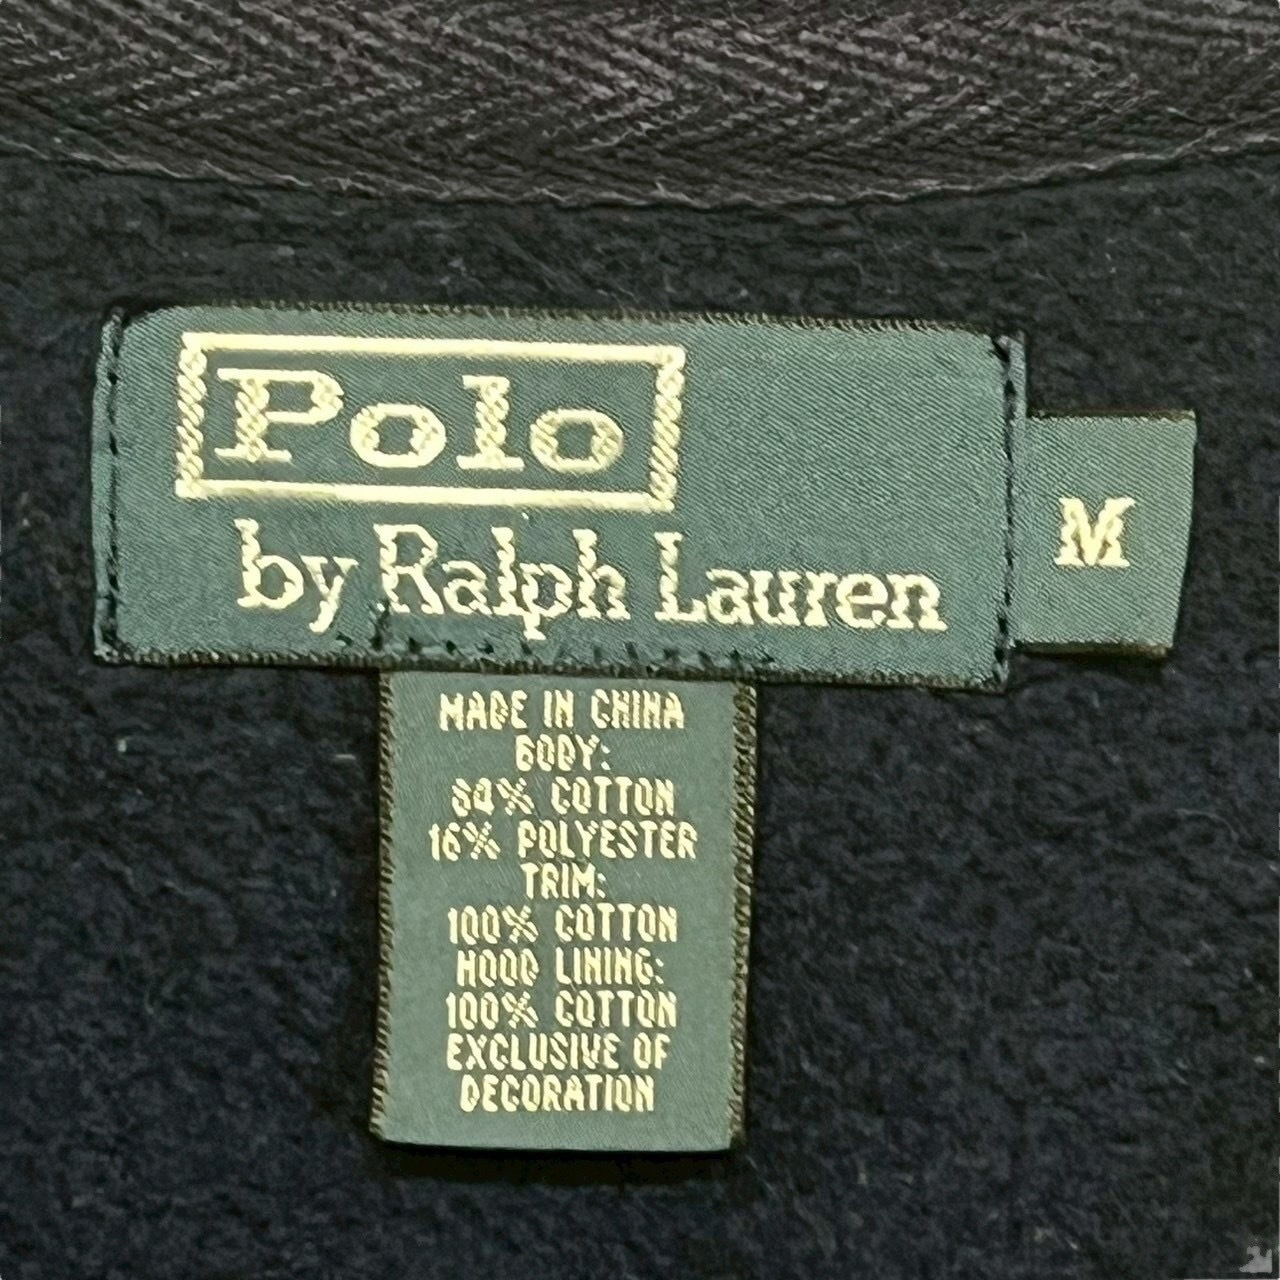 Polo
by Ralph Lauren
M
MADE IN CHINA
BODY:
84% COTTON
16% POLYESTER
TRIM:
100% COTTON
HOOD LINING:
100% COTTON
EXCLUSIVE OF
DECORATION